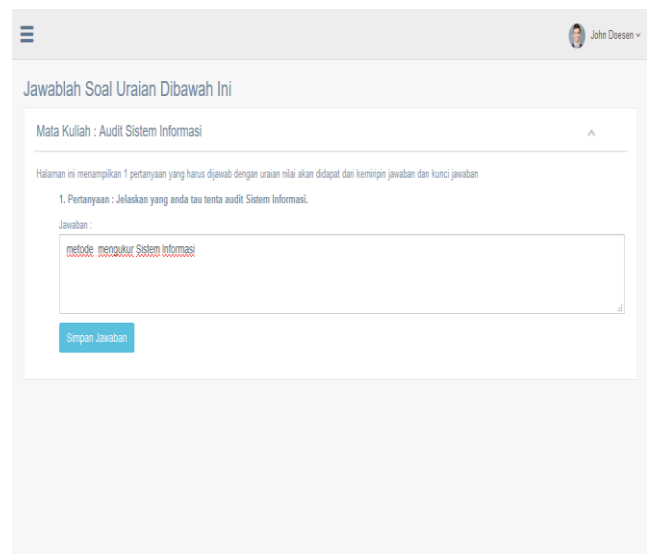 John Doesen
Jawablah Soal Uraian Dibawah Ini
Mata Kuliah : Audit Sistem Informasi
Halaman ini menampilkan 1 pertanyaan yang harus dijawab dengan uraian nilai akan didapat dari kemiripin jawaban dan kunci jawaban
1. Pertanyaan : Jelaskan yang anda tau tenta audit Sistem Informasi.
Jawaban :
metode mengukur Sistem Informasi
Simpan Jawaban